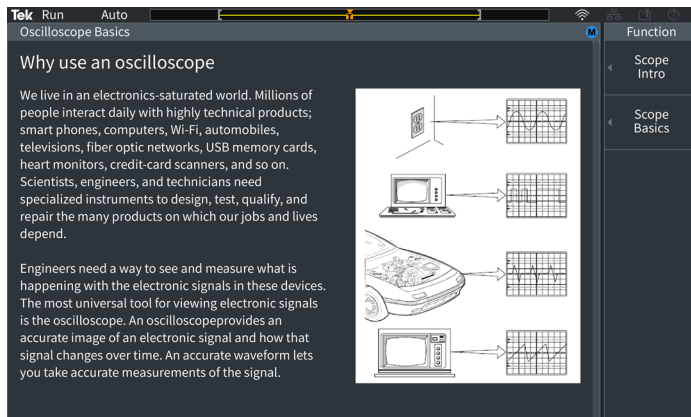 Tek Run Auto
Oscilloscope Basics
M
Function
Scope
Intro
Scope
Basics
Why use an oscilloscope
We live in an electronics-saturated world. Millions of
people interact daily with highly technical products;
smart phones, computers, Wi-Fi, automobiles,
televisions, fiber optic networks, USB memory cards,
heart monitors, credit-card scanners, and so on.
Scientists, engineers, and technicians need
specialized instruments to design, test, qualify, and
repair the many products on which our jobs and lives
depend.
Engineers need a way to see and measure what is
happening with the electronic signals in these devices.
The most universal tool for viewing electronic signals
is the oscilloscope. An oscilloscopeprovides an
accurate image of an electronic signal and how that
signal changes over time. An accurate waveform lets
you take accurate measurements of the signal.